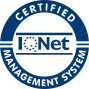 CERTIFIED
IQNet
MANAGEMENT SYSTEM